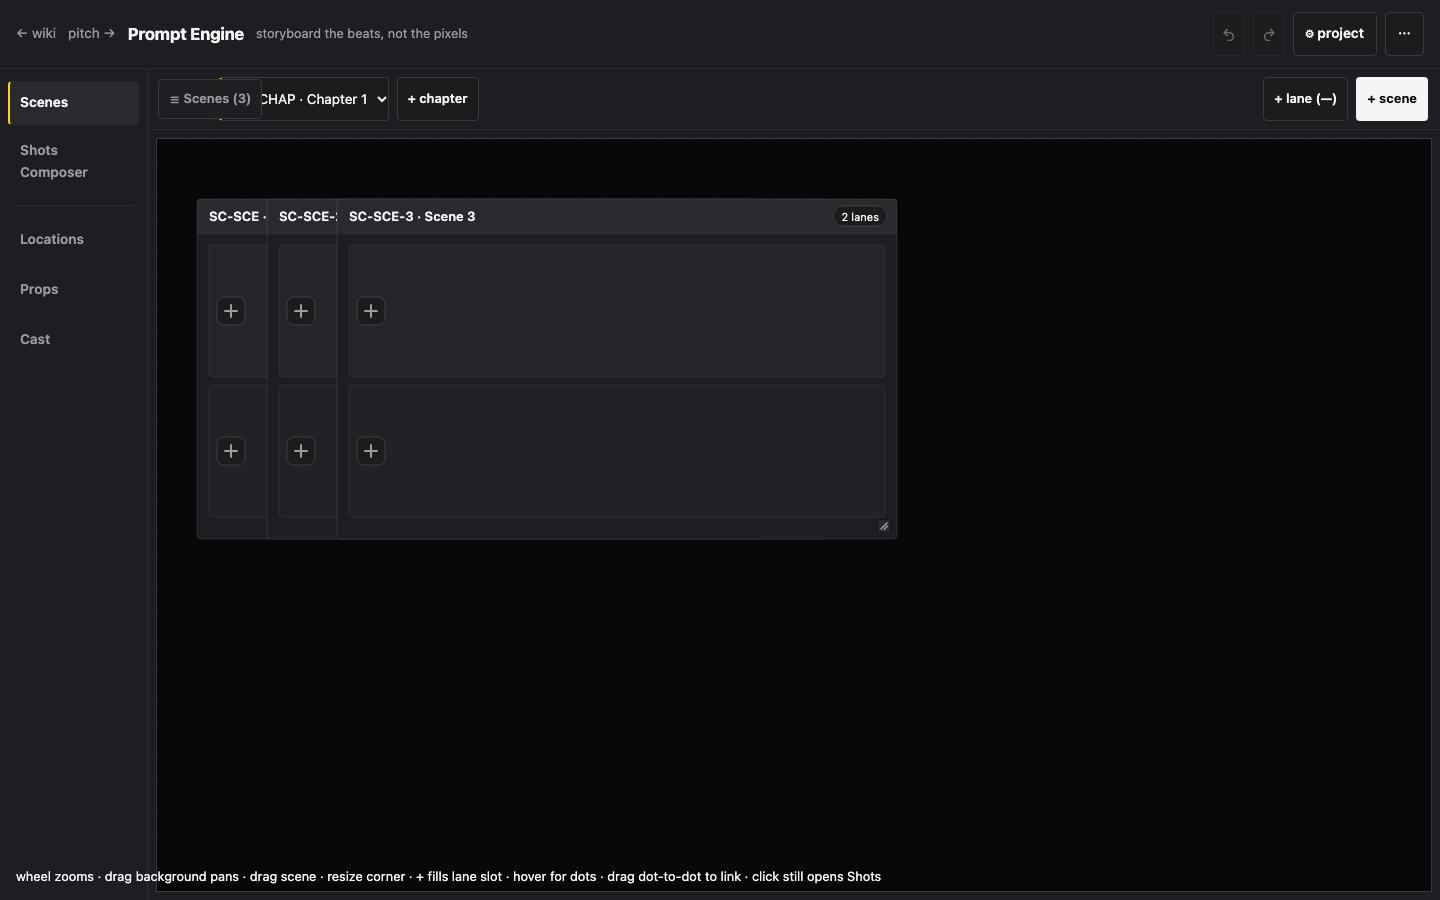 ← wiki pitch → Prompt Engine storyboard the beats, not the pixels
⚙ project ···
Scenes
Shots
Composer
Locations
Props
Cast
≡ Scenes (3) CHAP · Chapter 1 + chapter
+ lane (—) + scene
SC-SCE · SC-SCE- SC-SCE-3 · Scene 3 2 lanes
wheel zooms · drag background pans · drag scene · resize corner · + fills lane slot · hover for dots · drag dot-to-dot to link · click still opens Shots